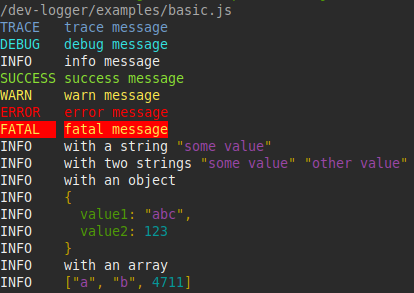 /dev-logger/examples/basic.js
TRACE   trace message
DEBUG   debug message
INFO    info message
SUCCESS success message
WARN    warn message
ERROR   error message
FATAL   fatal message
INFO    with a string "some value"
INFO    with two strings "some value" "other value"
INFO    with an object
INFO    {
INFO      value1: "abc",
INFO      value2: 123
INFO    }
INFO    with an array
INFO    ["a", "b", 4711]